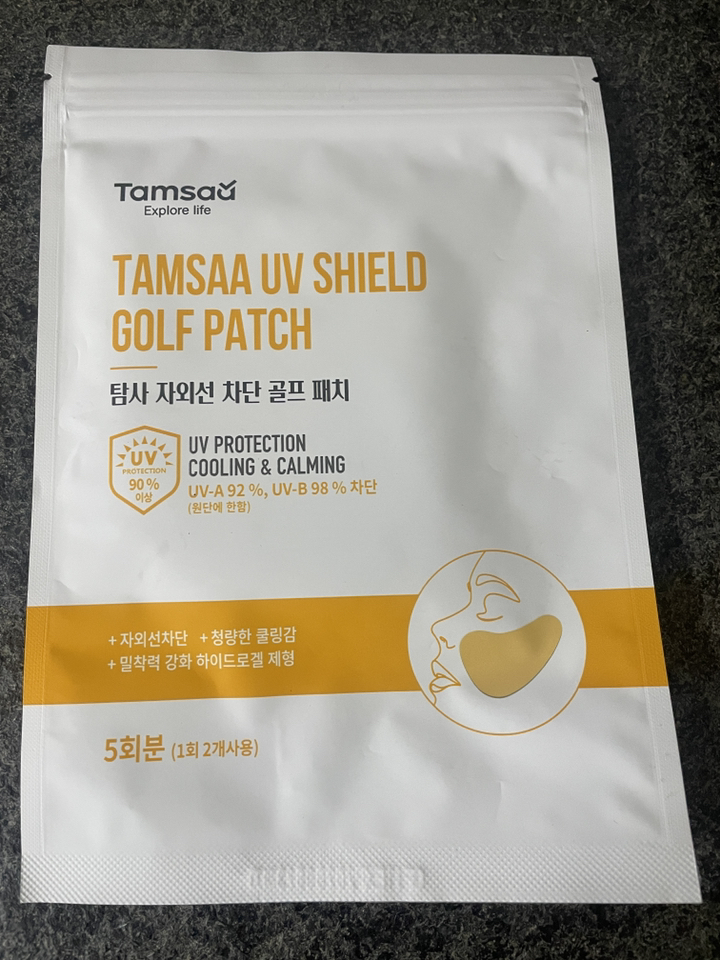 Tamsaa
Explore life
TAMSAA UV SHIELD
GOLF PATCH
탐사 자외선 차단 골프 패치
UV
PROTECTION
90 %
이상
UV PROTECTION
COOLING & CALMING
UV-A 92 %, UV-B 98 % 차단
(원단에 한함)
+ 자외선차단 + 청량한 쿨링감
+ 밀착력 강화 하이드로겔 제형
5회분 (1회 2개사용)